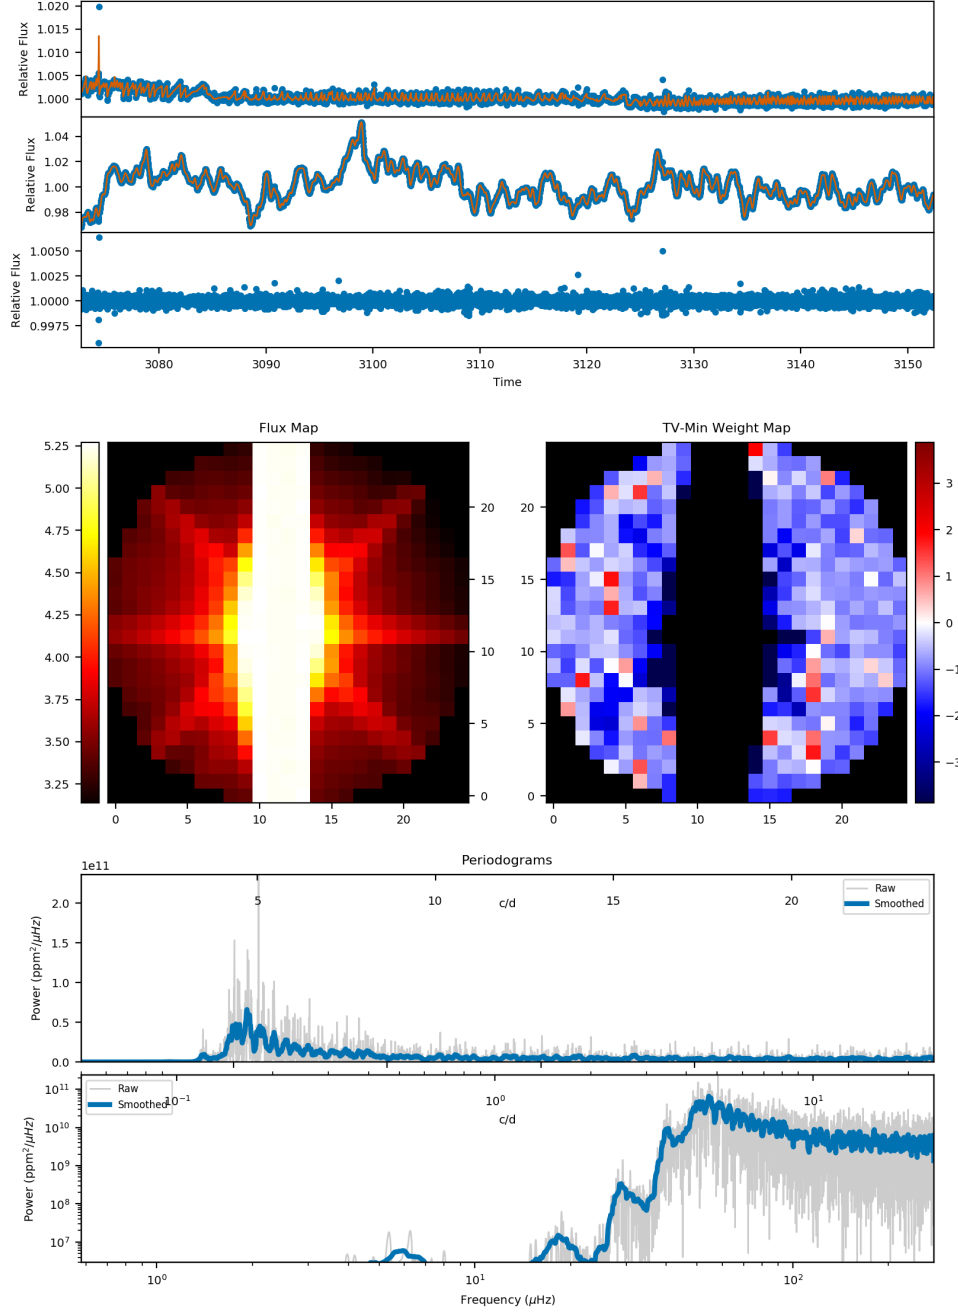 1.020
1.015
1.010
1.005
1.000
Relative Flux
1.04
1.02
1.00
0.98
Relative Flux
1.0050
1.0025
1.0000
0.9975
Relative Flux
3080 3090 3100 3110 3120 3130 3140 3150
Time
Flux Map
5.25
5.00
4.75
4.50
4.25
4.00
3.75
3.50
3.25
20
15
10
5
0
0 5 10 15 20
TV-Min Weight Map
20
15
10
5
0
0 5 10 15 20
3
2
1
0
−1
−2
−3
Periodograms
1e11
5 10 15 20
c/d
Raw
Smoothed
2.0
1.5
1.0
0.5
0.0
Power (ppm²/μHz)
Raw
Smoothed
10⁻¹ 10⁰ 10¹
c/d
10¹¹
10¹⁰
10⁹
10⁸
10⁷
Power (ppm²/μHz)
10⁰ 10¹ 10²
Frequency (μHz)